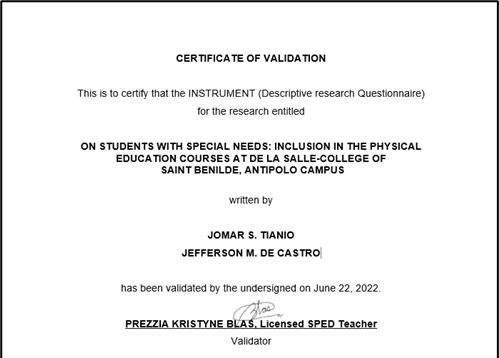 CERTIFICATE OF VALIDATION
This is to certify that the INSTRUMENT (Descriptive research Questionnaire)
for the research entitled
ON STUDENTS WITH SPECIAL NEEDS: INCLUSION IN THE PHYSICAL
EDUCATION COURSES AT DE LA SALLE-COLLEGE OF
SAINT BENILDE, ANTIPOLO CAMPUS
written by
JOMAR S. TIANIO
JEFFERSON M. DE CASTRO
has been validated by the undersigned on June 22, 2022.
PREZZIA KRISTYNE BLAS, Licensed SPED Teacher
Validator